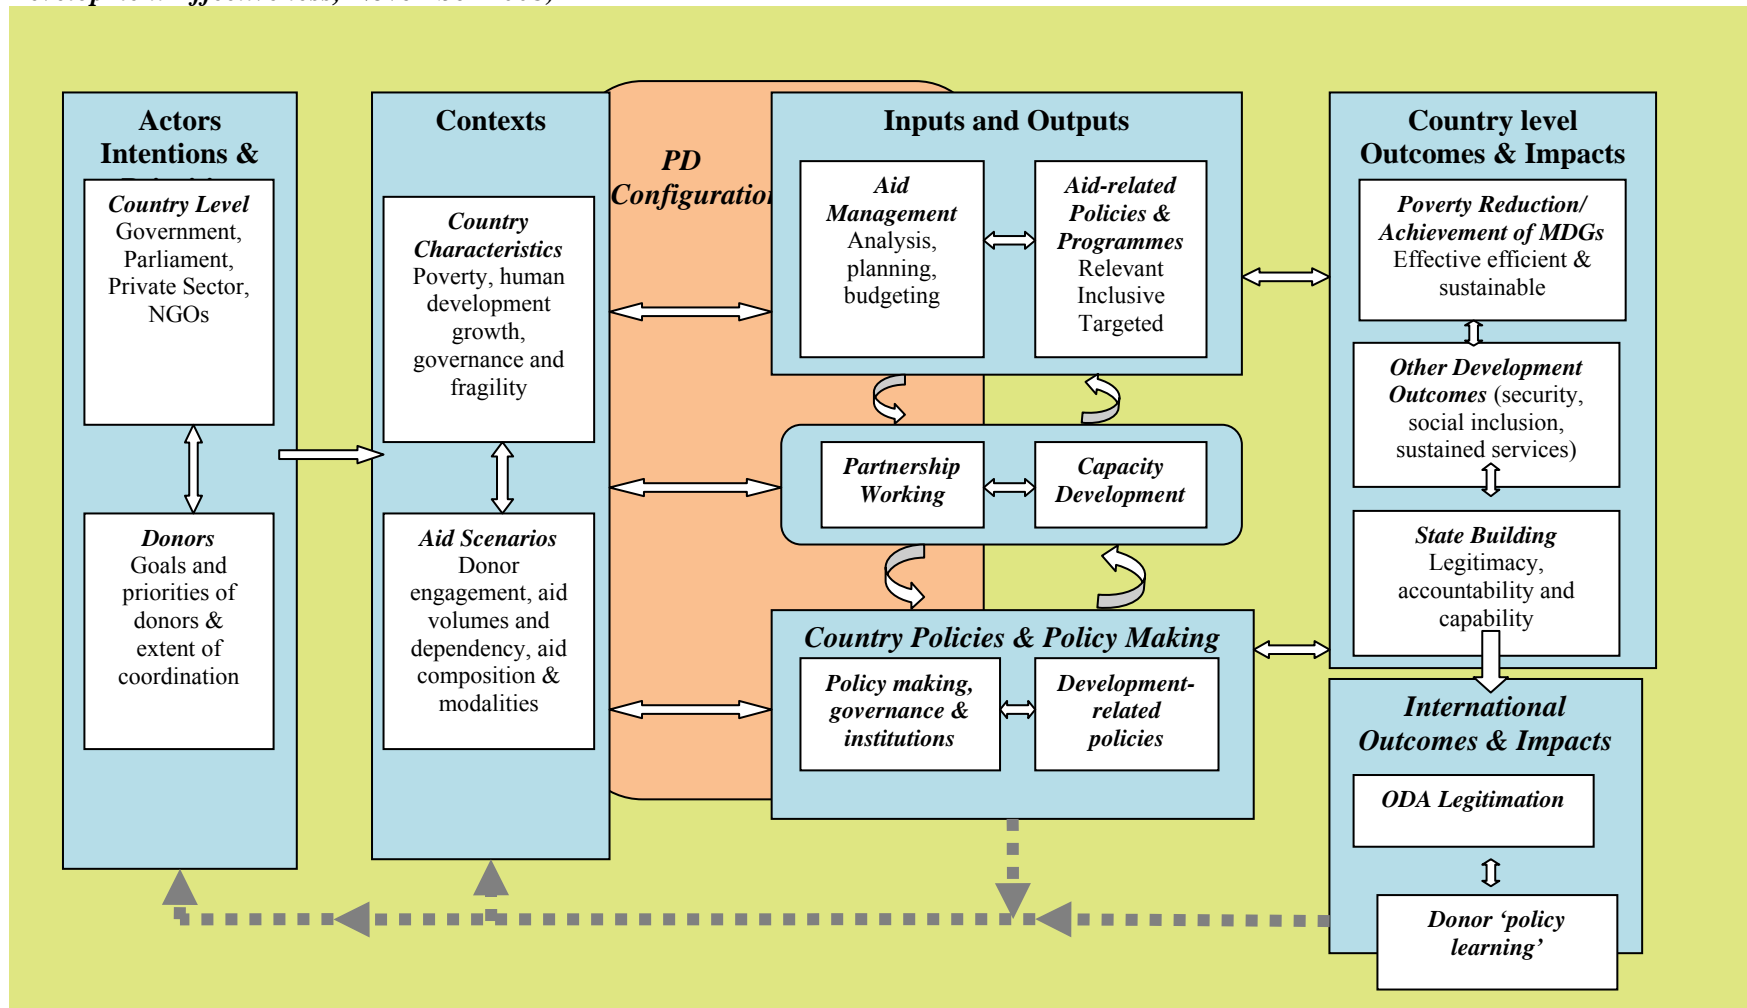 Actors
Intentions &
Country Level
Government,
Parliament,
Private Sector,
NGOs
Donors
Goals and
priorities of
donors &
extent of
coordination
Contexts
Country
Characteristics
Poverty, human
development
growth,
governance and
fragility
Aid Scenarios
Donor
engagement, aid
volumes and
dependency, aid
composition &
modalities
PD
Configuration
Inputs and Outputs
Aid
Management
Analysis,
planning,
budgeting
Aid-related
Policies &
Programmes
Relevant
Inclusive
Targeted
Partnership
Working
Capacity
Development
Country Policies & Policy Making
Policy making,
governance &
institutions
Development-
related
policies
Country level
Outcomes & Impacts
Poverty Reduction/
Achievement of MDGs
Effective efficient &
sustainable
Other Development
Outcomes (security,
social inclusion,
sustained services)
State Building
Legitimacy,
accountability and
capability
International
Outcomes & Impacts
ODA Legitimation
Donor ‘policy
learning’